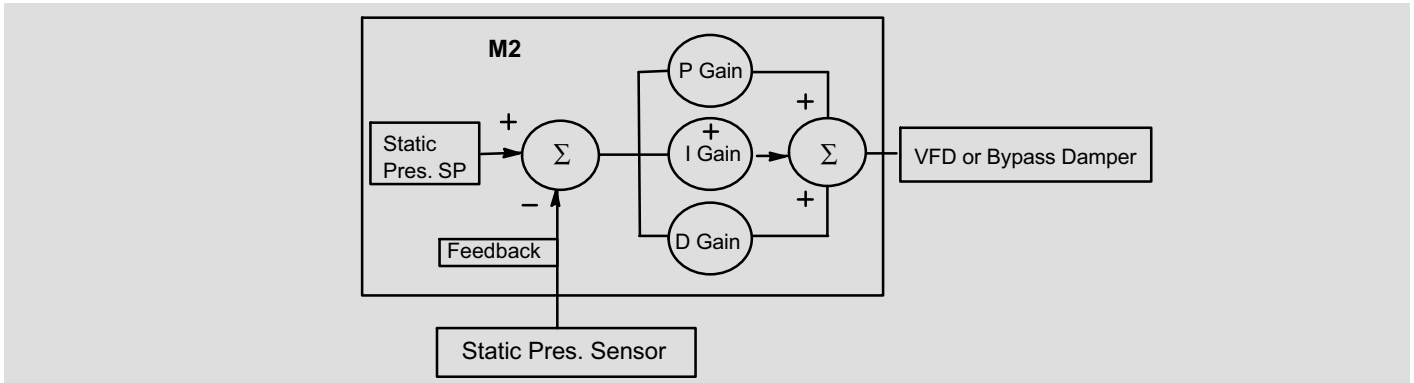 M2
P Gain
+
+
Static
Pres. SP
Σ
+
I Gain
Σ
VFD or Bypass Damper
−
+
D Gain
Feedback
Static Pres. Sensor